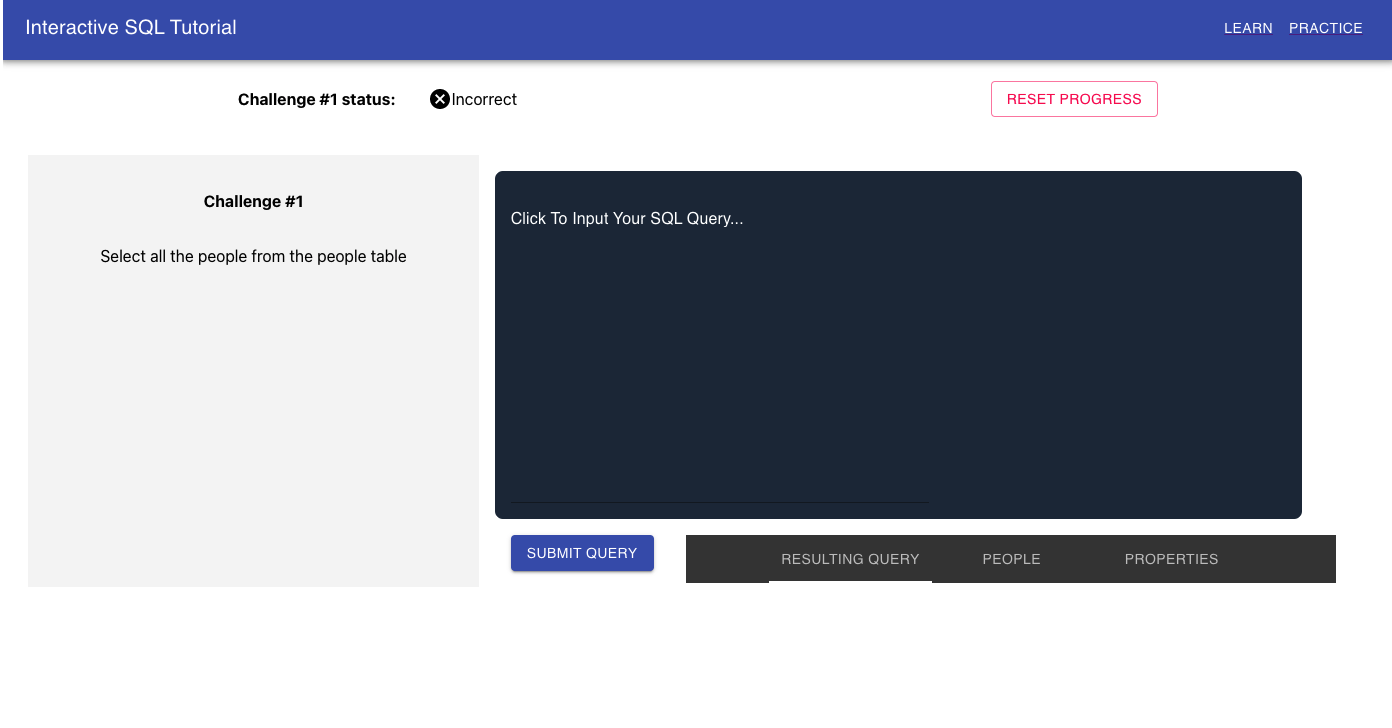 Interactive SQL Tutorial
LEARN PRACTICE
Challenge #1 status: Incorrect
RESET PROGRESS
Challenge #1
Select all the people from the people table
Click To Input Your SQL Query...
SUBMIT QUERY
RESULTING QUERY PEOPLE PROPERTIES